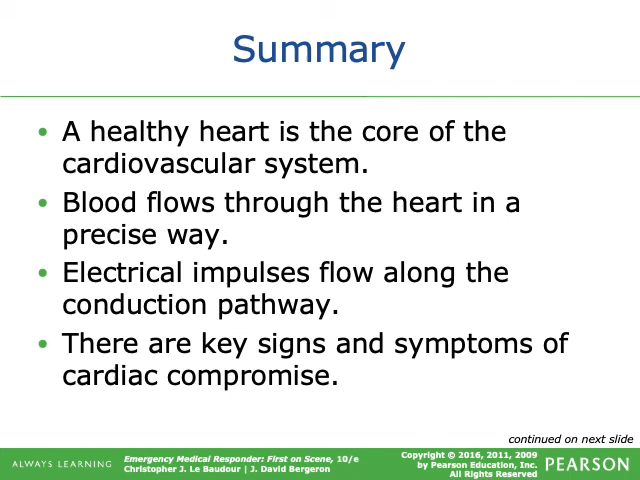 Summary
• A healthy heart is the core of the
cardiovascular system.
• Blood flows through the heart in a
precise way.
• Electrical impulses flow along the
conduction pathway.
• There are key signs and symptoms of
cardiac compromise.
continued on next slide
ALWAYS LEARNING
Emergency Medical Responder: First on Scene, 10/e
Christopher J. Le Baudour | J. David Bergeron
Copyright © 2016, 2011, 2009
by Pearson Education, Inc.
All Rights Reserved
PEARSON